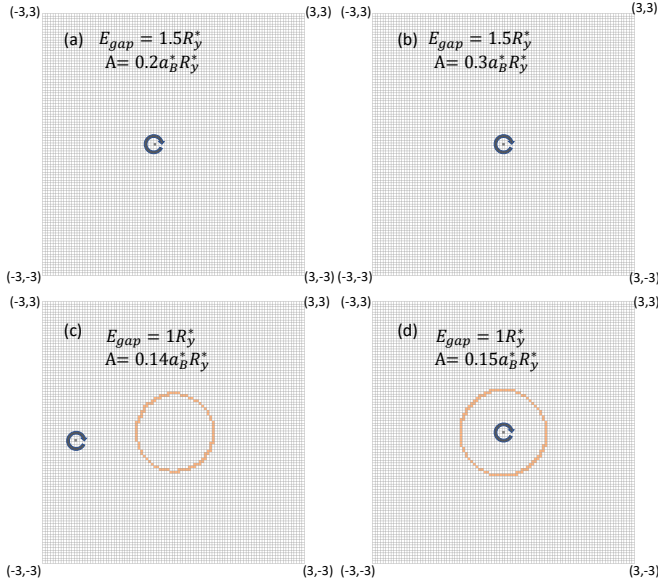 (-3,3) (3,3) (-3,3) (3,3)
(a) E_gap = 1.5R_y^*
A= 0.2a_B^*R_y^*
(b) E_gap = 1.5R_y^*
A= 0.3a_B^*R_y^*
(-3,-3) (3,-3) (-3,-3) (3,-3)
(-3,3) (3,3) (-3,3) (3,3)
(c) E_gap = 1R_y^*
A= 0.14a_B^*R_y^*
(d) E_gap = 1R_y^*
A= 0.15a_B^*R_y^*
(-3,-3) (3,-3) (-3,-3) (3,-3)